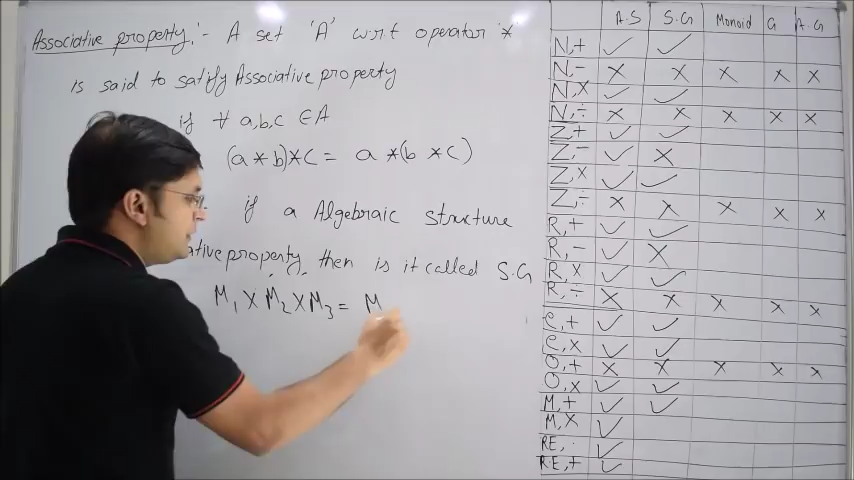 Associative property :- A set 'A' w.r.t operator *
is said to satisfy Associative property
if ∀ a,b,c ∈ A
(a * b) * c = a * (b * c)
if a Algebraic structure
ative property then is it called S.G
M₁ X M₂ X M₃ = M
A.S S.G Monoid G A.G
N,+ ✓ ✓
N,- X X X X X
N,X ✓ ✓
N,÷ X X X X X
Z,+ ✓ ✓
Z,- ✓ X
Z,X ✓ ✓
Z,÷ X X X X X
R,+ ✓ ✓
R,- ✓ X
R,X ✓ ✓
R,÷ X X X X X
e,+ ✓ ✓
e,X ✓ ✓
O,+ X X X X X
O,X ✓ ✓
M,+ ✓ ✓
M,X ✓
RE,· ✓
RE,+ ✓